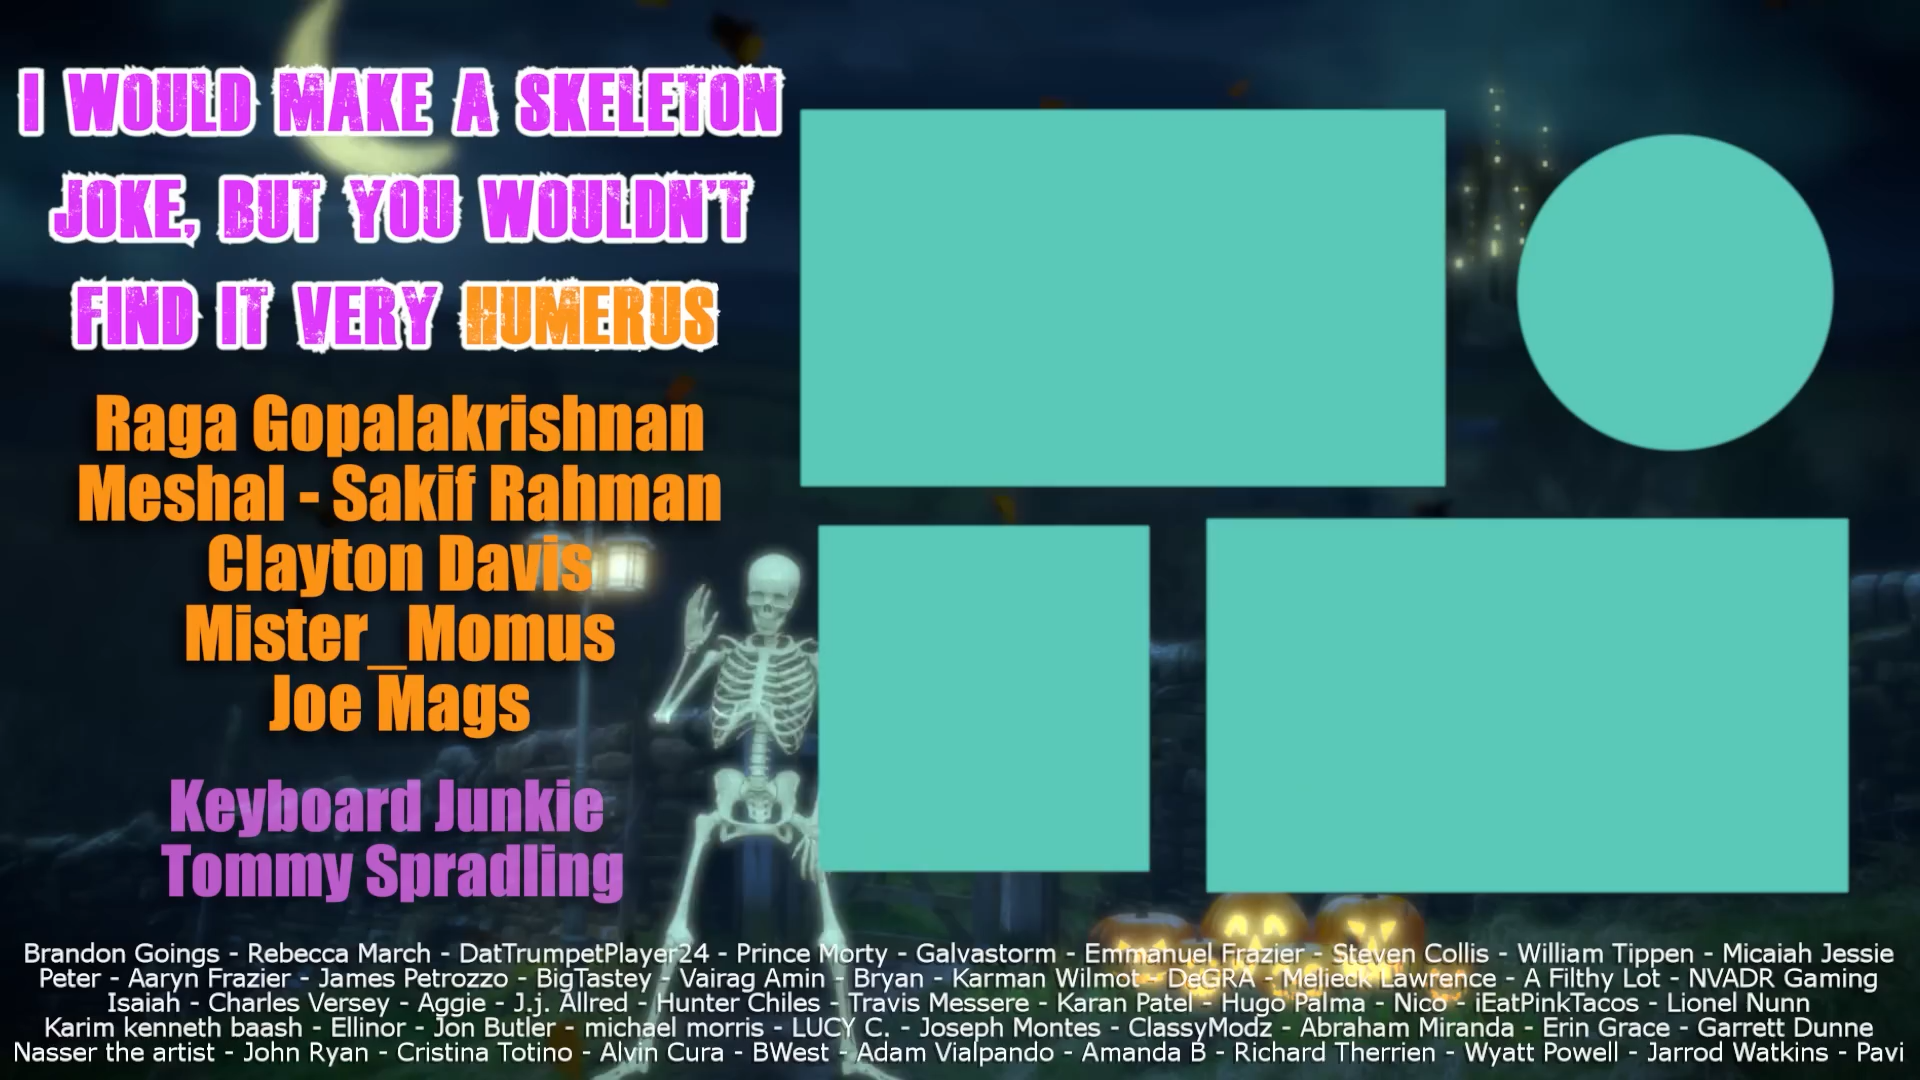 I WOULD MAKE A SKELETON
JOKE, BUT YOU WOULDN'T
FIND IT VERY HUMERUS
Raga Gopalakrishnan
Meshal - Sakif Rahman
Clayton Davis
Mister_Momus
Joe Mags
Keyboard Junkie
Tommy Spradling
Brandon Goings - Rebecca March - DatTrumpetPlayer24 - Prince Morty - Galvastorm - Emmanuel Frazier - Steven Collis - William Tippen - Micaiah Jessie
Peter - Aaryn Frazier - James Petrozzo - BigTastey - Vairag Amin - Bryan - Karman Wilmot - DeGRA - Melieck Lawrence - A Filthy Lot - NVADR Gaming
Isaiah - Charles Versey - Aggie - J.j. Allred - Hunter Chiles - Travis Messere - Karan Patel - Hugo Palma - Nico - iEatPinkTacos - Lionel Nunn
Karim kenneth baash - Ellinor - Jon Butler - michael morris - LUCY C. - Joseph Montes - ClassyModz - Abraham Miranda - Erin Grace - Garrett Dunne
Nasser the artist - John Ryan - Cristina Totino - Alvin Cura - BWest - Adam Vialpando - Amanda B - Richard Therrien - Wyatt Powell - Jarrod Watkins - Pavi